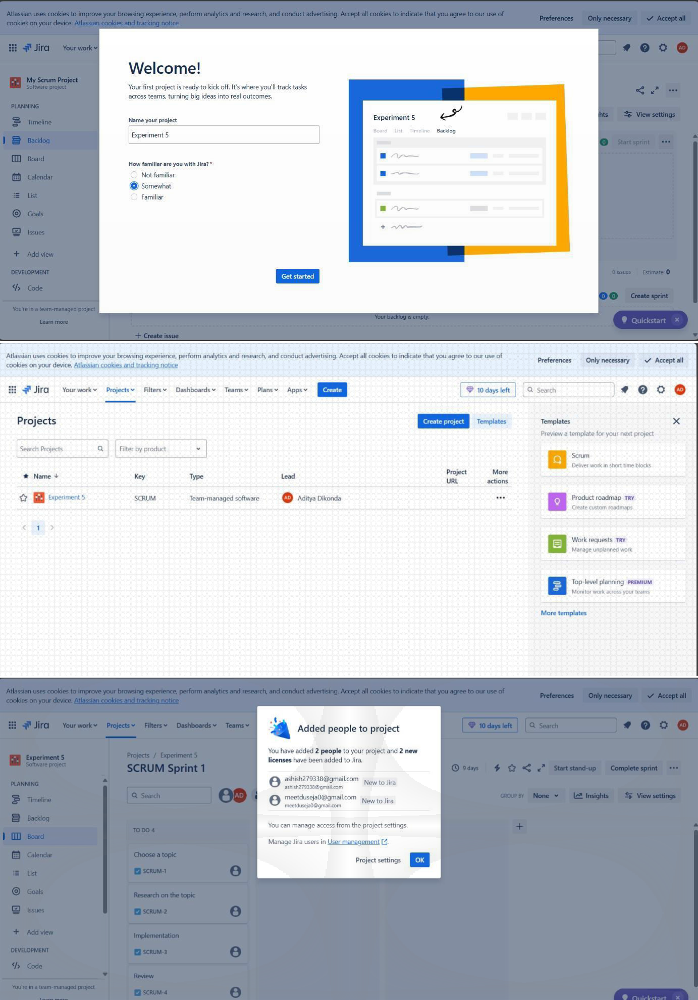 Atlassian uses cookies to improve your browsing experience, perform analytics and research, and conduct advertising. Accept all cookies to indicate that you agree to our use of
cookies on your device. Atlassian cookies and tracking notice
Preferences
Only necessary
Accept all
Jira
Your work
AD
My Scrum Project
Software project
PLANNING
Timeline
Backlog
Board
Calendar
List
Goals
Issues
Add view
DEVELOPMENT
Code
You're in a team-managed project
Learn more
Welcome!
Your first project is ready to kick off. It's where you'll track tasks
across teams, turning big ideas into real outcomes.
Name your project
Experiment 5
How familiar are you with Jira?*
Not familiar
Somewhat
Familiar
Get started
Experiment 5
Board List Timeline Backlog
hts
View settings
0 Start sprint
0 issues
Estimate: 0
0 0 Create sprint
Your backlog is empty.
Quickstart
+ Create issue
Atlassian uses cookies to improve your browsing experience, perform analytics and research, and conduct advertising. Accept all cookies to indicate that you agree to our use of
cookies on your device. Atlassian cookies and tracking notice
Preferences
Only necessary
Accept all
Jira
Your work
Projects
Filters
Dashboards
Teams
Plans
Apps
Create
10 days left
Search
AD
Projects
Create project
Templates
Search Projects
Filter by product
Name
Key
Type
Lead
Project
URL
More
actions
Experiment 5
SCRUM
Team-managed software
AD
Aditya Dikonda
1
Templates
Preview a template for your next project
Scrum
Deliver work in short time blocks
Product roadmap TRY
Create custom roadmaps
Work requests TRY
Manage unplanned work
Top-level planning PREMIUM
Monitor work across your teams
More templates
Atlassian uses cookies to improve your browsing experience, perform analytics and research, and conduct advertising. Accept all cookies to indicate that you agree to our use of
cookies on your device. Atlassian cookies and tracking notice
Preferences
Only necessary
Accept all
Jira
Your work
Projects
Filters
Dashboards
Teams
10 days left
Search
AD
Experiment 5
Software project
PLANNING
Timeline
Backlog
Board
Calendar
List
Goals
Issues
Add view
DEVELOPMENT
Code
You're in a team-managed project
Learn more
Projects / Experiment 5
SCRUM Sprint 1
Search
AD
9 days
Start stand-up
Complete sprint
GROUP BY
None
Insights
View settings
TO DO 4
Choose a topic
SCRUM-1
Research on the topic
SCRUM-2
Implementation
SCRUM-3
Review
SCRUM-4
Added people to project
You have added 2 people to your project and 2 new
licenses have been added to Jira.
ashish279338@gmail.com
ashish279338@gmail.com
New to Jira
meetduseja0@gmail.com
meetduseja0@gmail.com
New to Jira
You can manage access from the project settings.
Manage Jira users in User management.
Project settings
OK
Quickstart